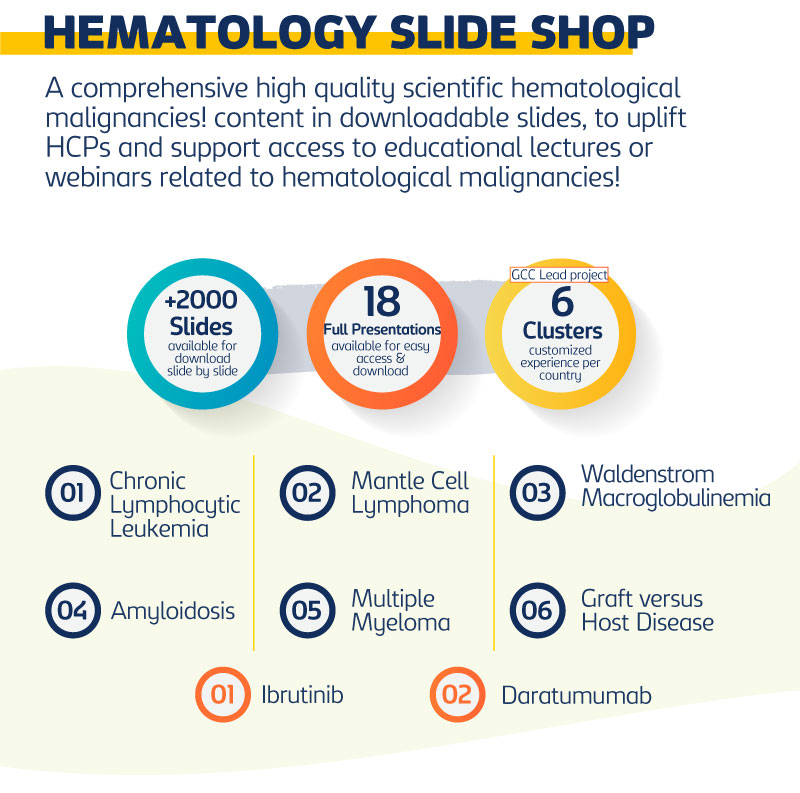 HEMATOLOGY SLIDE SHOP
A comprehensive high quality scientific hematological
malignancies! content in downloadable slides, to uplift
HCPs and support access to educational lectures or
webinars related to hematological malignancies!
+2000
Slides
available for
download
slide by slide
18
Full Presentations
available for easy
access &
download
GCC Lead project
6
Clusters
customized
experience per
country
01
Chronic
Lymphocytic
Leukemia
02
Mantle Cell
Lymphoma
03
Waldenstrom
Macroglobulinemia
04
Amyloidosis
05
Multiple
Myeloma
06
Graft versus
Host Disease
01
Ibrutinib
02
Daratumumab